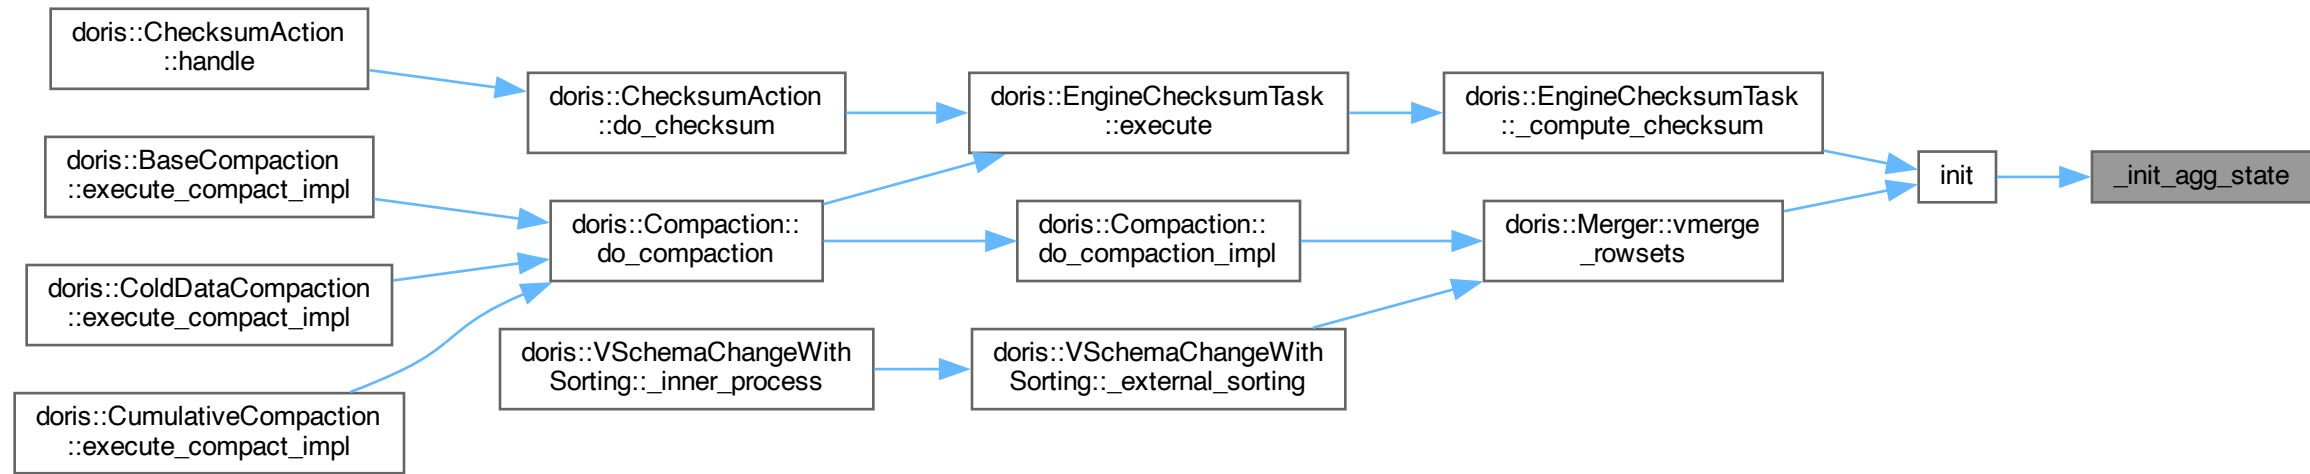 doris::ChecksumAction
::handle
doris::BaseCompaction
::execute_compact_impl
doris::ColdDataCompaction
::execute_compact_impl
doris::CumulativeCompaction
::execute_compact_impl
doris::ChecksumAction
::do_checksum
doris::Compaction::
do_compaction
doris::VSchemaChangeWith
Sorting::_inner_process
doris::EngineChecksumTask
::execute
doris::Compaction::
do_compaction_impl
doris::VSchemaChangeWith
Sorting::_external_sorting
doris::EngineChecksumTask
::_compute_checksum
doris::Merger::vmerge
_rowsets
init
_init_agg_state